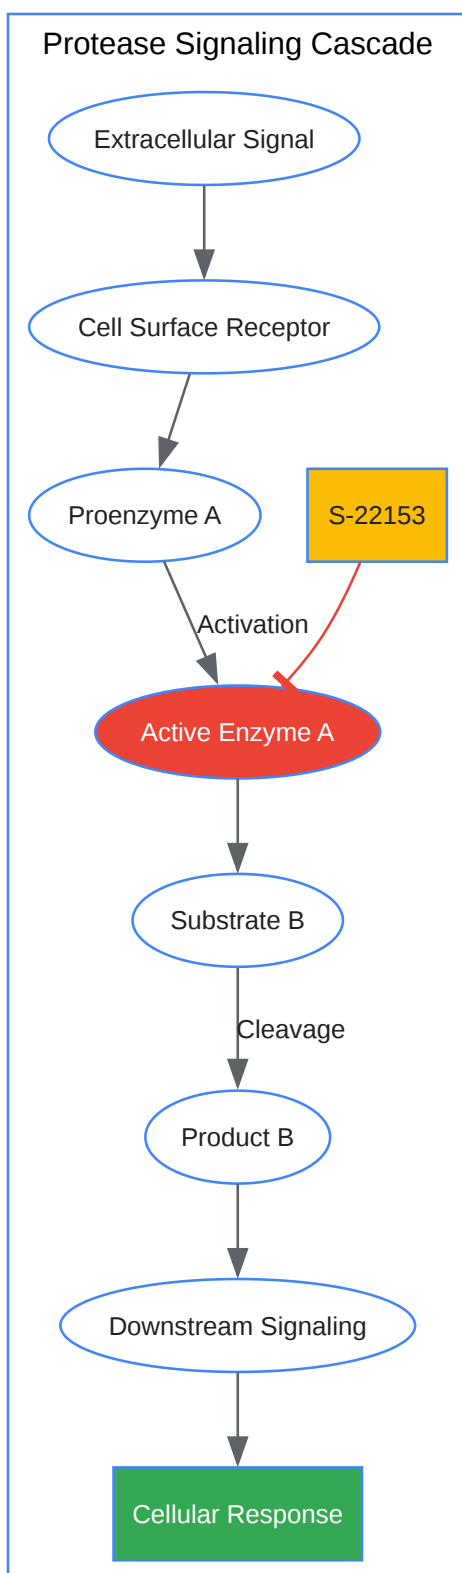 Protease Signaling Cascade
Extracellular Signal
Cell Surface Receptor
Proenzyme A
S-22153
Activation
Active Enzyme A
Substrate B
Cleavage
Product B
Downstream Signaling
Cellular Response